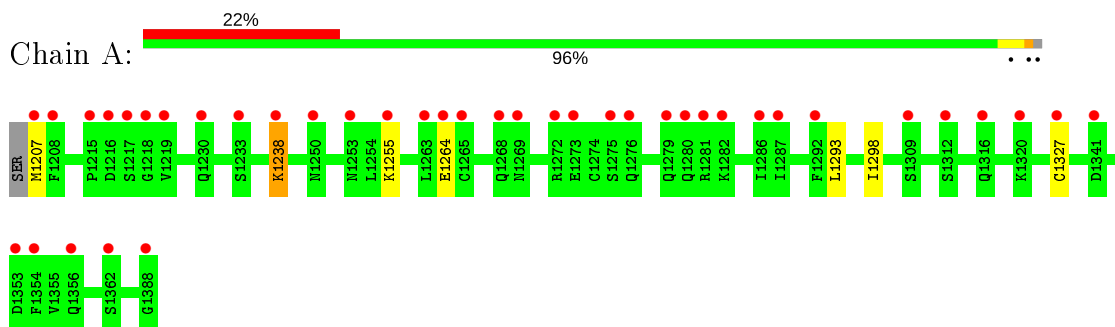 22%
Chain A:
96%
SER M1207 F1208 P1215 D1216 S1217 G1218 V1219 Q1230 S1233 K1238 N1250 N1253 L1254 K1255 L1263 E1264 C1265 Q1268 N1269 R1272 E1273 C1274 S1275 Q1276 Q1279 Q1280 R1281 K1282 I1286 I1287 F1292 L1293 I1298 S1309 S1312 Q1316 K1320 C1327 D1341
D1353 F1354 V1355 Q1356 S1362 G1388